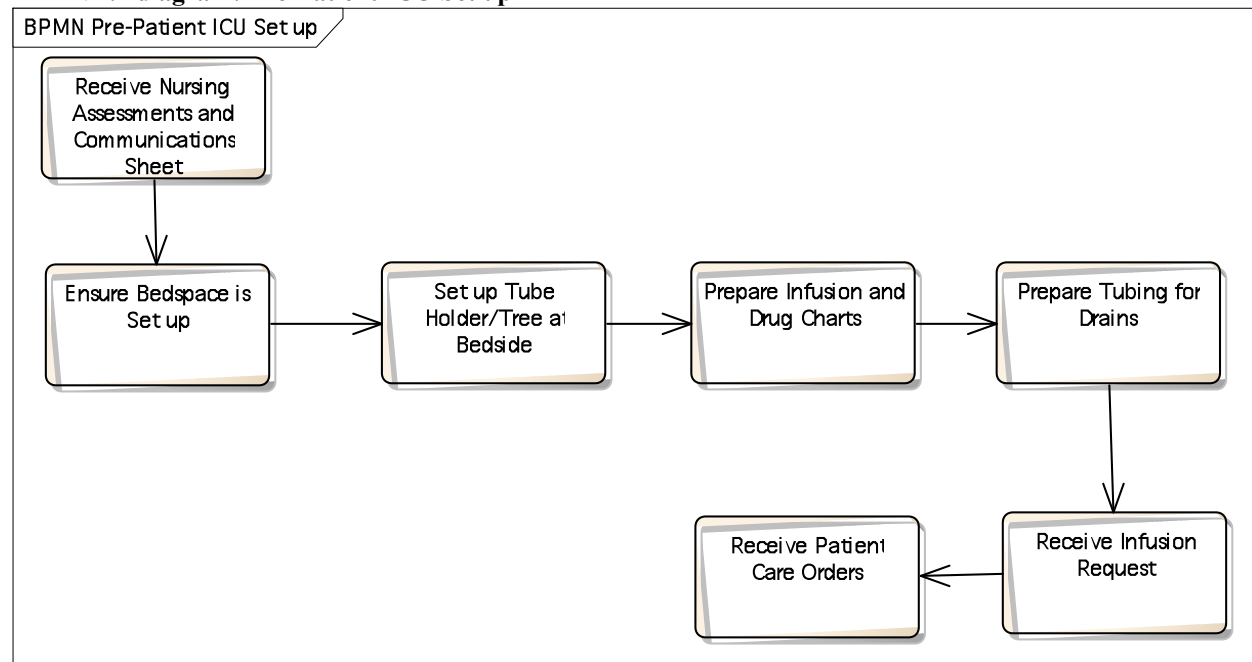 BPMN Pre-Patient ICU Set up
Receive Nursing
Assessments and
Communications
Sheet
Ensure Bedspace is
Set up
Set up Tube
Holder/Tree at
Bedside
Prepare Infusion and
Drug Charts
Prepare Tubing for
Drains
Receive Infusion
Request
Receive Patient
Care Orders